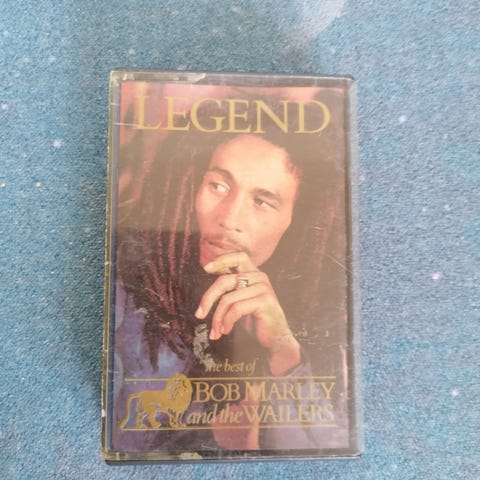 LEGEND
The best of
BOB MARLEY
and the WAILERS